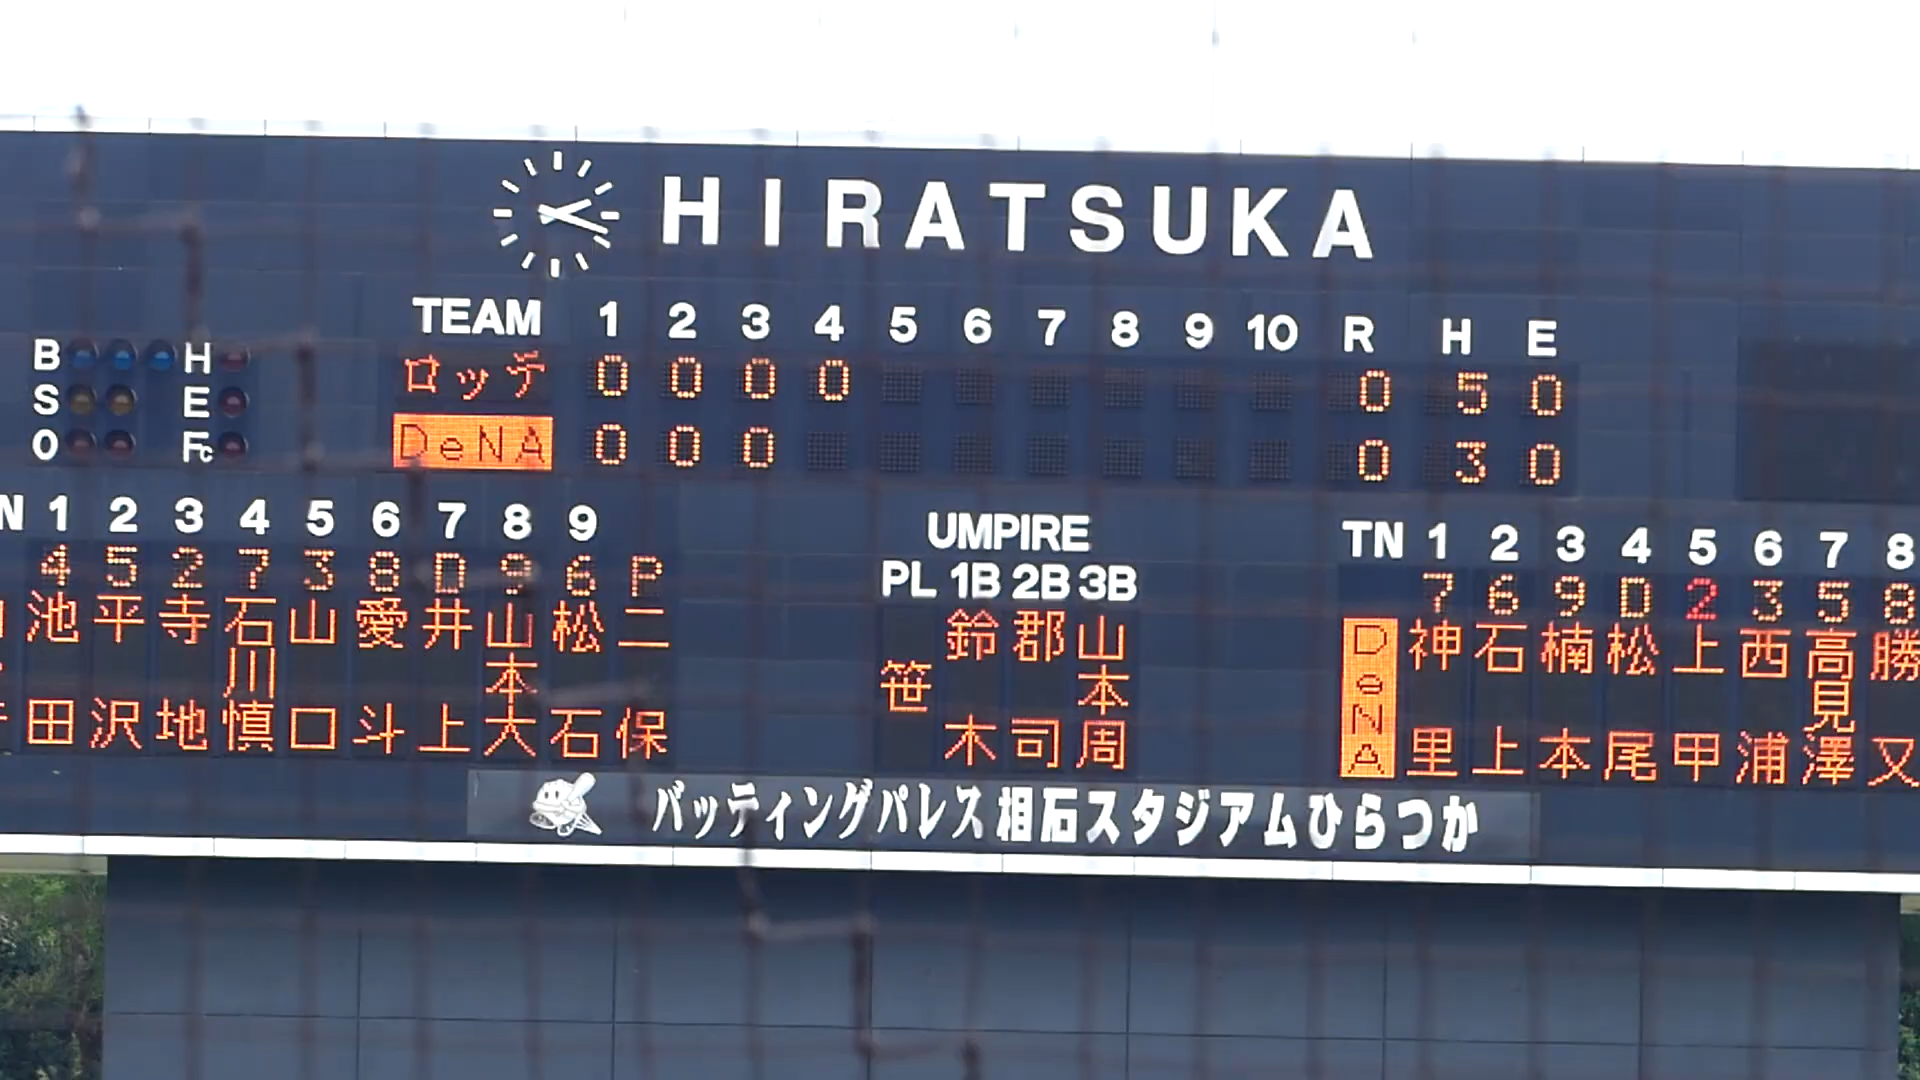 HIRATSUKA
TEAM 1 2 3 4 5 6 7 8 9 10 R H E
B H ロッテ 0 0 0 0 0 5 0
S E
O Fc DeNA 0 0 0 0 3 0
N 1 2 3 4 5 6 7 8 9
4 5 2 7 3 8 D 9 6 P
池田 平沢 寺地 石川慎 山口 愛斗 井上 山本大 松石 二保
UMPIRE
PL 1B 2B 3B
笹 鈴木 郡司 山本周
TN 1 2 3 4 5 6 7 8
7 6 9 D 2 3 5 8
DeNA 神里 石上 楠本 松尾 上甲 西浦 高見澤 勝又
バッティングパレス相石スタジアムひらつか